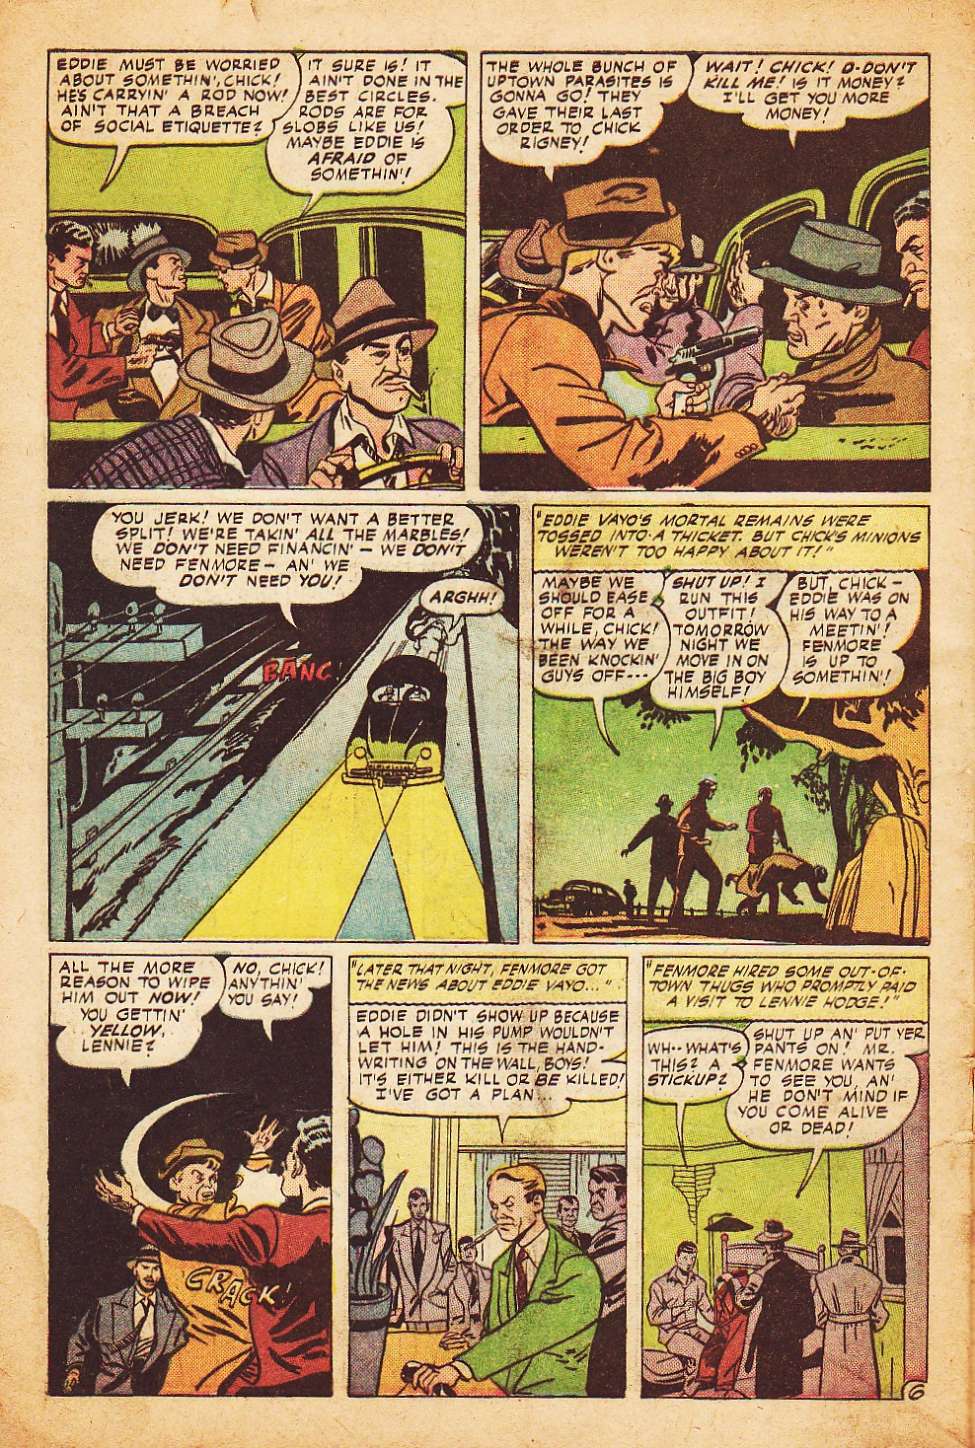 EDDIE MUST BE WORRIED
ABOUT SOMETHIN', CHICK!
HE'S CARRYIN' A ROD NOW!
AIN'T THAT A BREACH
OF SOCIAL ETIQUETTE?
IT SURE IS! IT
AIN'T DONE IN THE
BEST CIRCLES.
RODS ARE FOR
SLOBS LIKE US!
MAYBE EDDIE IS
AFRAID OF
SOMETHIN'!
THE WHOLE BUNCH OF
UPTOWN PARASITES IS
GONNA GO! THEY
GAVE THEIR LAST
ORDER TO CHICK
RIGNEY!
WAIT! CHICK! D-DON'T
KILL ME! IS IT MONEY?
I'LL GET YOU MORE
MONEY!
YOU JERK! WE DON'T WANT A BETTER
SPLIT! WE'RE TAKIN' ALL THE MARBLES!
WE DON'T NEED FINANCIN' - WE DON'T
NEED FENMORE - AN' WE
DON'T NEED YOU!
ARGHH!
BANG!
"EDDIE VAYO'S MORTAL REMAINS WERE
TOSSED INTO A THICKET. BUT CHICK'S MINIONS
WEREN'T TOO HAPPY ABOUT IT!"
MAYBE WE
SHOULD EASE
OFF FOR A
WHILE, CHICK!
THE WAY WE
BEEN KNOCKIN'
GUYS OFF---
SHUT UP! I
RUN THIS
OUTFIT!
TOMORROW
NIGHT WE
MOVE IN ON
THE BIG BOY
HIMSELF!
BUT, CHICK-
EDDIE WAS ON
HIS WAY TO A
MEETIN'!
FENMORE
IS UP TO
SOMETHIN'!
ALL THE MORE
REASON TO WIPE
HIM OUT NOW!
YOU GETTIN'
YELLOW,
LENNIE?
NO, CHICK!
ANYTHIN'
YOU SAY!
CRACK!
"LATER THAT NIGHT, FENMORE GOT
THE NEWS ABOUT EDDIE VAYO..."
EDDIE DIDN'T SHOW UP BECAUSE
A HOLE IN HIS PUMP WOULDN'T
LET HIM! THIS IS THE HAND-
WRITING ON THE WALL, BOYS!
IT'S EITHER KILL OR BE KILLED!
I'VE GOT A PLAN...
"FENMORE HIRED SOME OUT-OF-
TOWN THUGS WHO PROMPTLY PAID
A VISIT TO LENNIE HODGE!"
WH--WHAT'S
THIS? A
STICKUP?
SHUT UP AN' PUT YER
PANTS ON! MR.
FENMORE WANTS
TO SEE YOU, AN'
HE DON'T MIND IF
YOU COME ALIVE
OR DEAD!
6